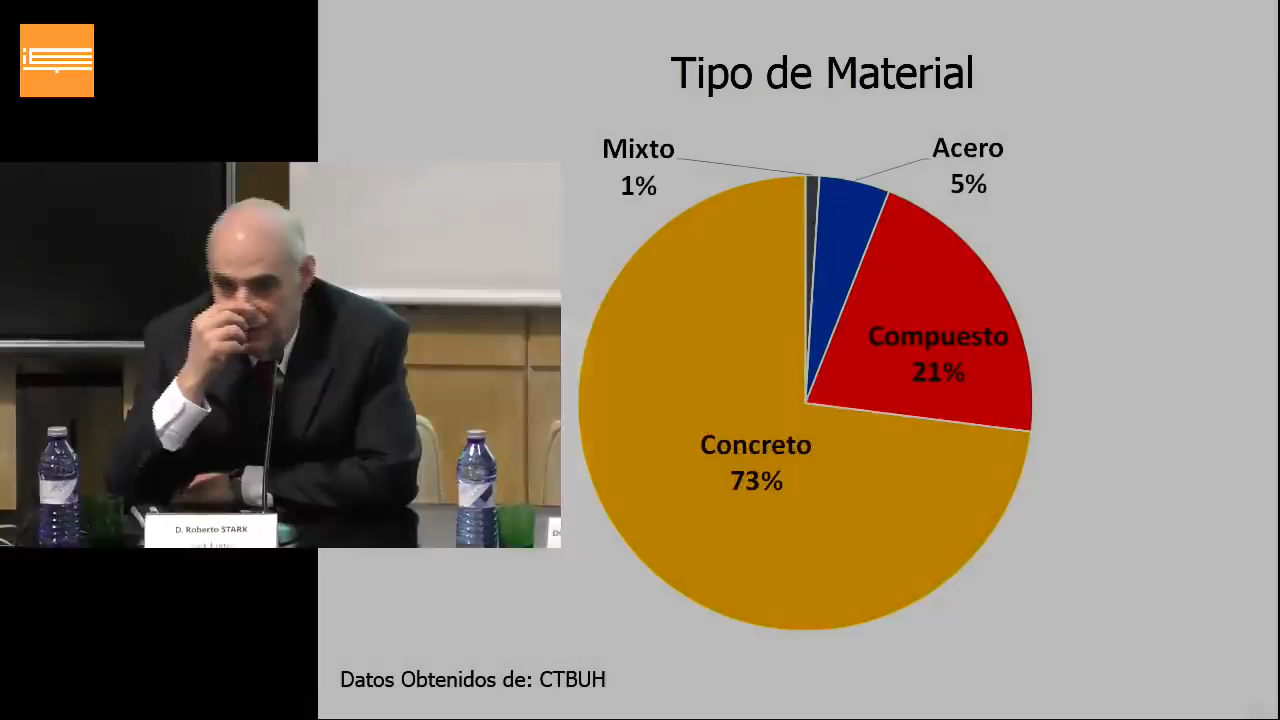 Tipo de Material
Mixto
1%
Acero
5%
Compuesto
21%
Concreto
73%
D. Roberto STARK
Datos Obtenidos de: CTBUH